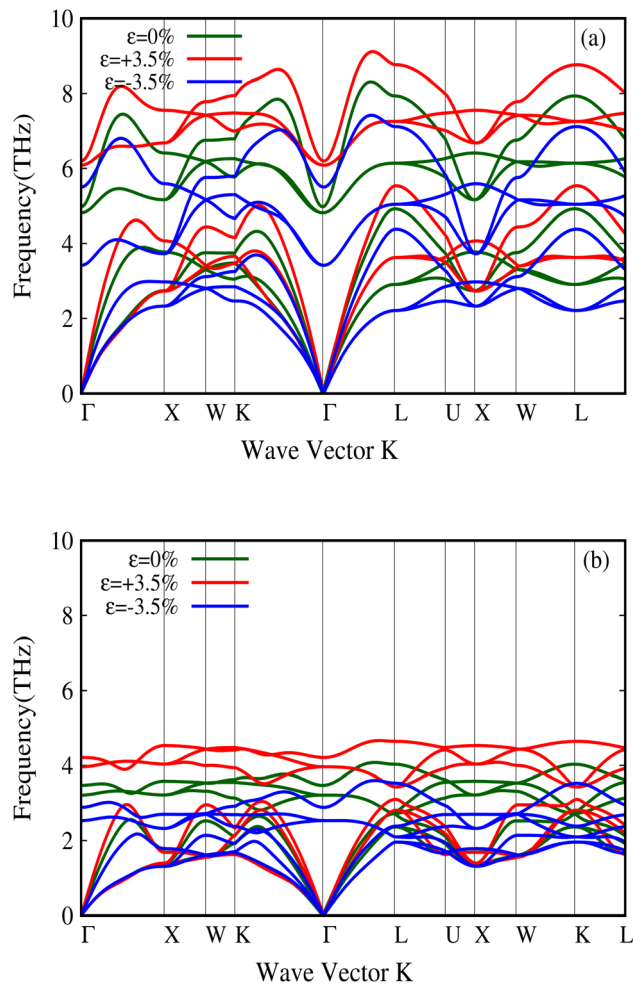 10
8
6
4
2
0
Frequency(THz)
ε=0%
ε=+3.5%
ε=-3.5%
(a)
Γ X W K Γ L U X W L K
Wave Vector K
10
8
6
4
2
0
Frequency(THz)
ε=0%
ε=+3.5%
ε=-3.5%
(b)
Γ X W K Γ L U X W K L
Wave Vector K